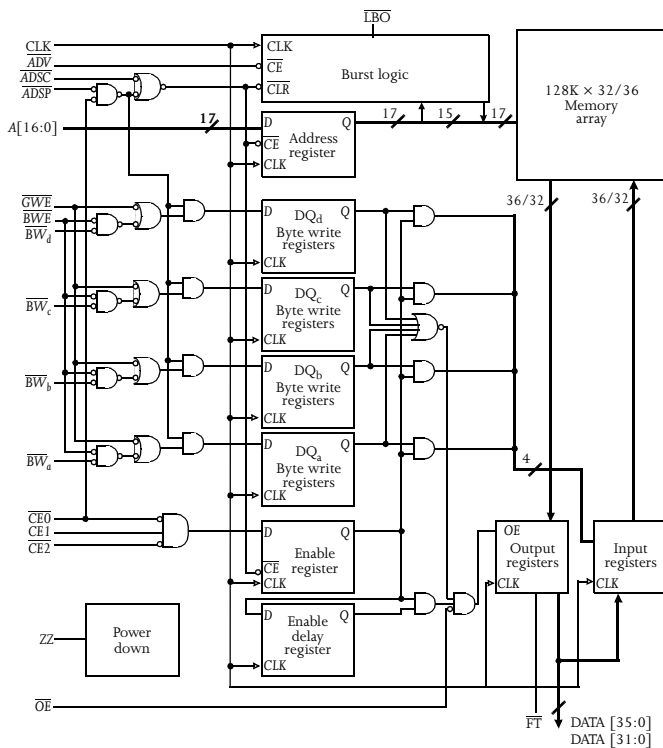 LBO
CLK
ADV
ADSC
ADSP
A[16:0]
17
CLK
CE
CLR
Burst logic
D
Q
CE
CLK
Address
register
17
15
17
128K × 32/36
Memory
array
36/32
36/32
GWE
BWE
BWd
D
Q
DQd
Byte write
registers
CLK
BWc
D
Q
DQc
Byte write
registers
CLK
BWb
D
Q
DQb
Byte write
registers
CLK
BWa
D
Q
DQa
Byte write
registers
CLK
4
CE0
CE1
CE2
D
Q
Enable
register
CE
CLK
OE
Output
registers
CLK
Input
registers
CLK
D
Q
Enable
delay
register
CLK
ZZ
Power
down
OE
FT
DATA [35:0]
DATA [31:0]